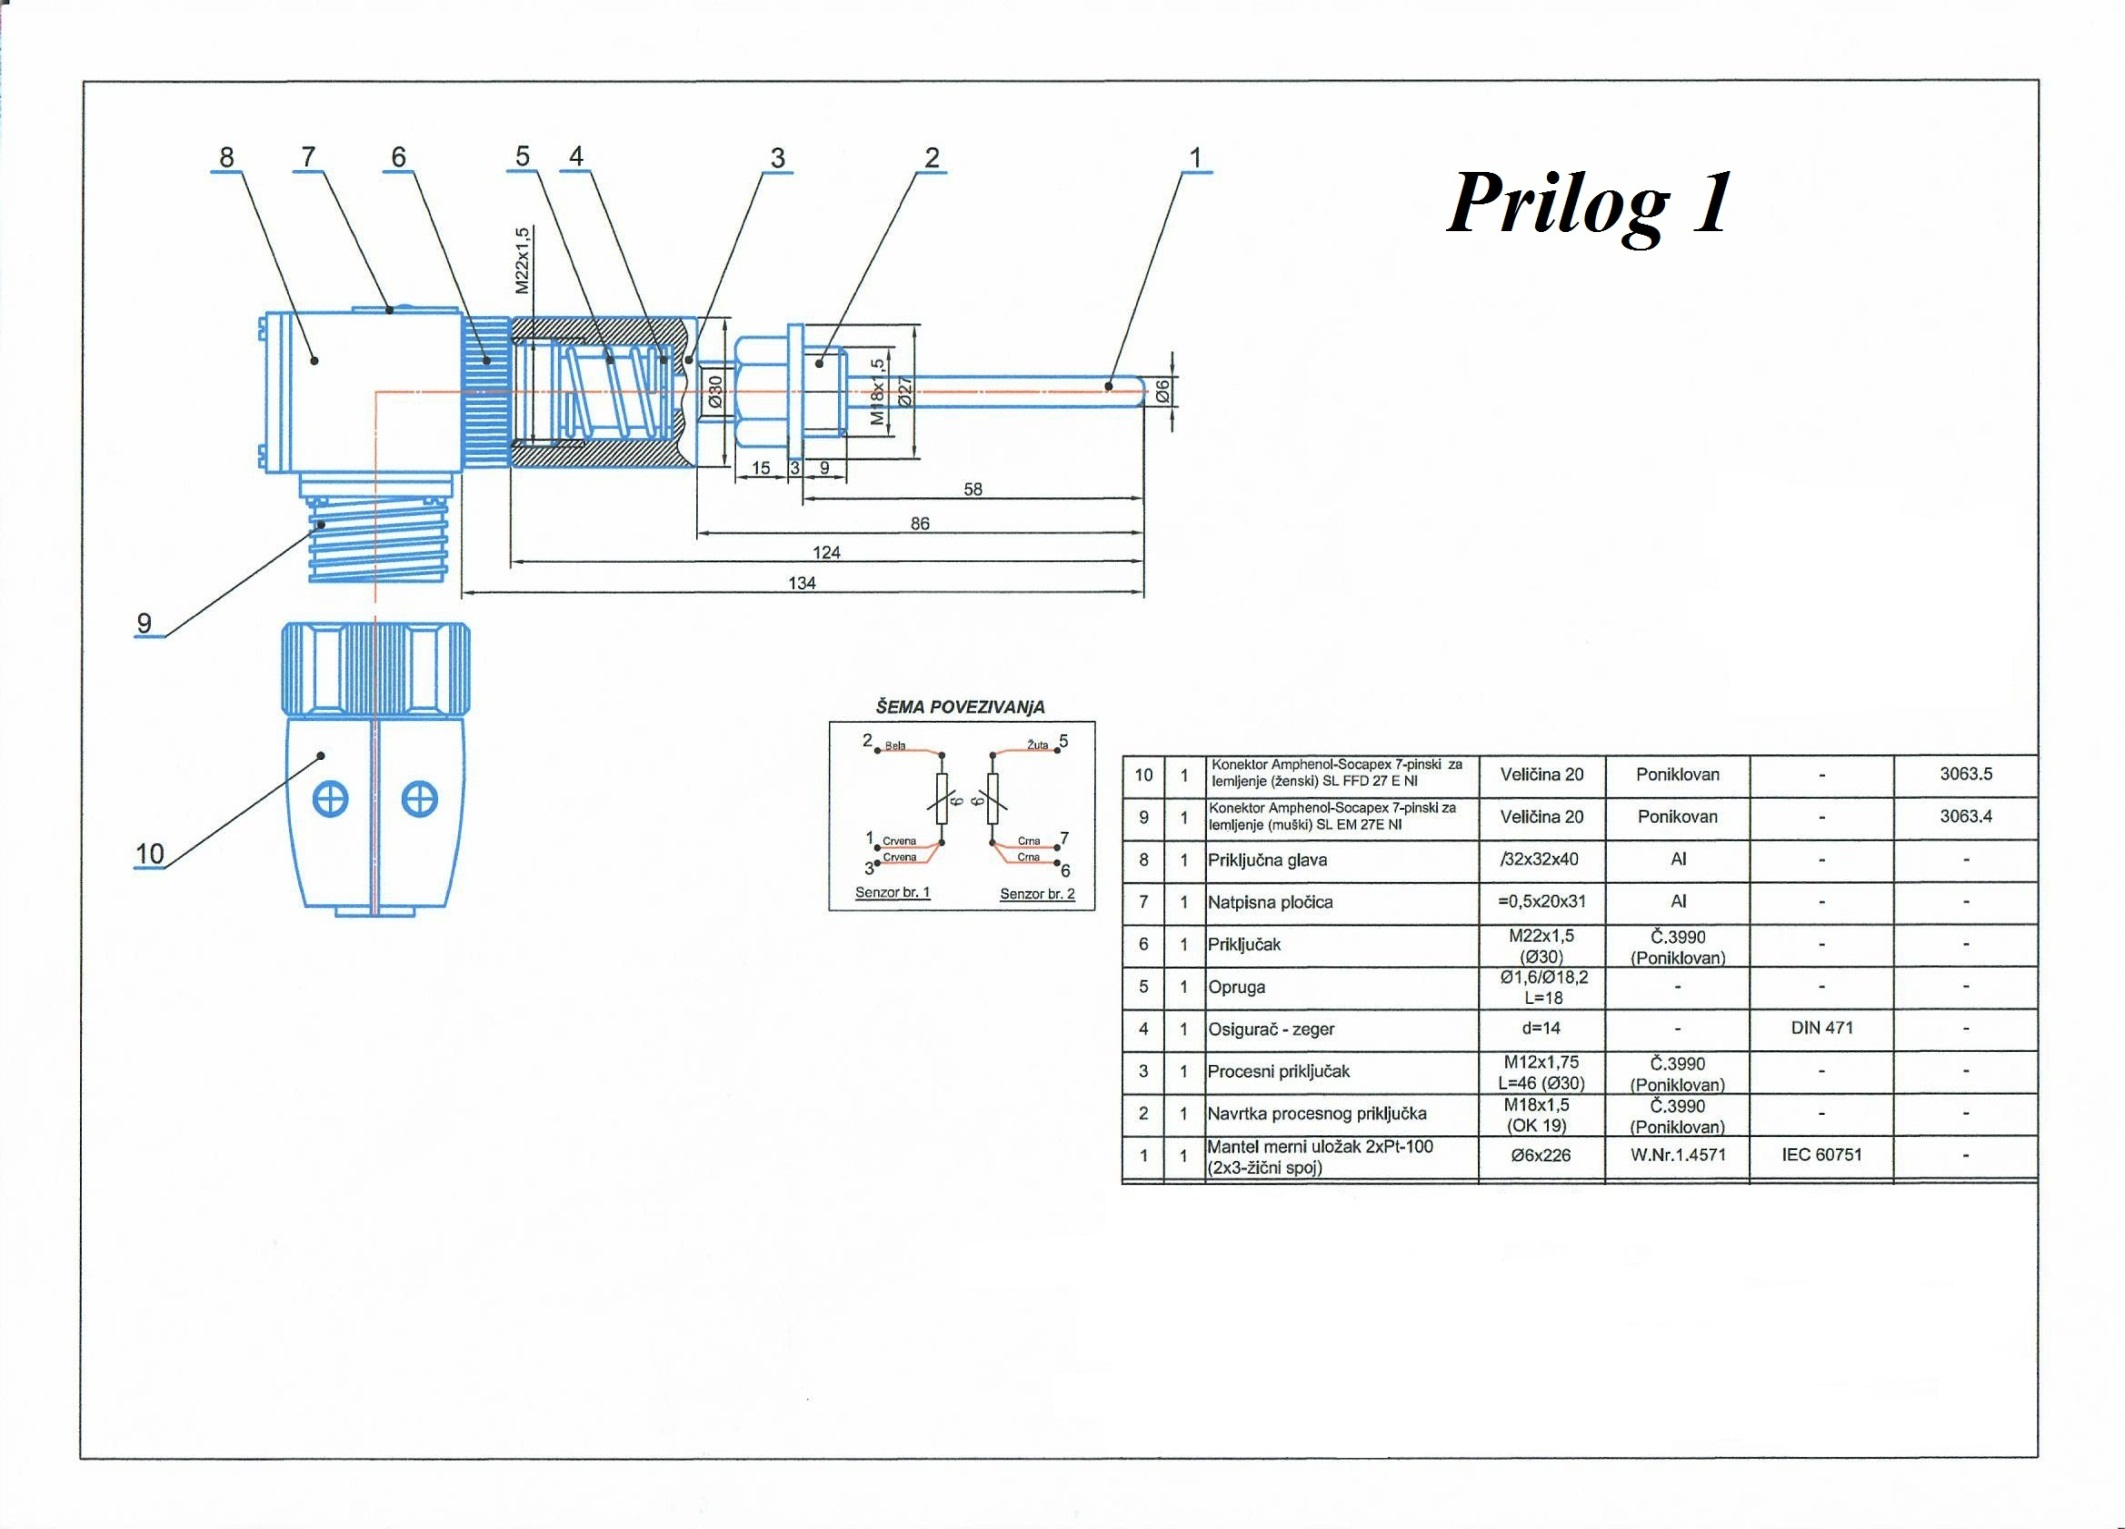 8 7 6 5 4 3 2 1
Prilog 1
M22x1,5
Ø30
M18x1,5
Ø27
Ø6
15 3 9
58
86
124
134
9
10
ŠEMA POVEZIVANjA
2 Bela Žuta 5
ϑ ϑ
1 Crvena Crna 7
3 Crvena Crna 6
Senzor br. 1 Senzor br. 2
10 1 Konektor Amphenol-Socapex 7-pinski za Veličina 20 Poniklovan - 3063.5
lemljenje (ženski) SL FFD 27 E NI
9 1 Konektor Amphenol-Socapex 7-pinski za Veličina 20 Ponikovan - 3063.4
lemljenje (muški) SL EM 27E NI
8 1 Priključna glava /32x32x40 Al - -
7 1 Natpisna pločica =0,5x20x31 Al - -
6 1 Priključak M22x1,5 Č.3990 - -
(Ø30) (Poniklovan)
5 1 Opruga Ø1,6/Ø18,2 - - -
L=18
4 1 Osigurač - zeger d=14 - DIN 471 -
3 1 Procesni priključak M12x1,75 Č.3990 - -
L=46 (Ø30) (Poniklovan)
2 1 Navrtka procesnog priključka M18x1,5 Č.3990 - -
(OK 19) (Poniklovan)
1 1 Mantel merni uložak 2xPt-100 Ø6x226 W.Nr.1.4571 IEC 60751 -
(2x3-žični spoj)